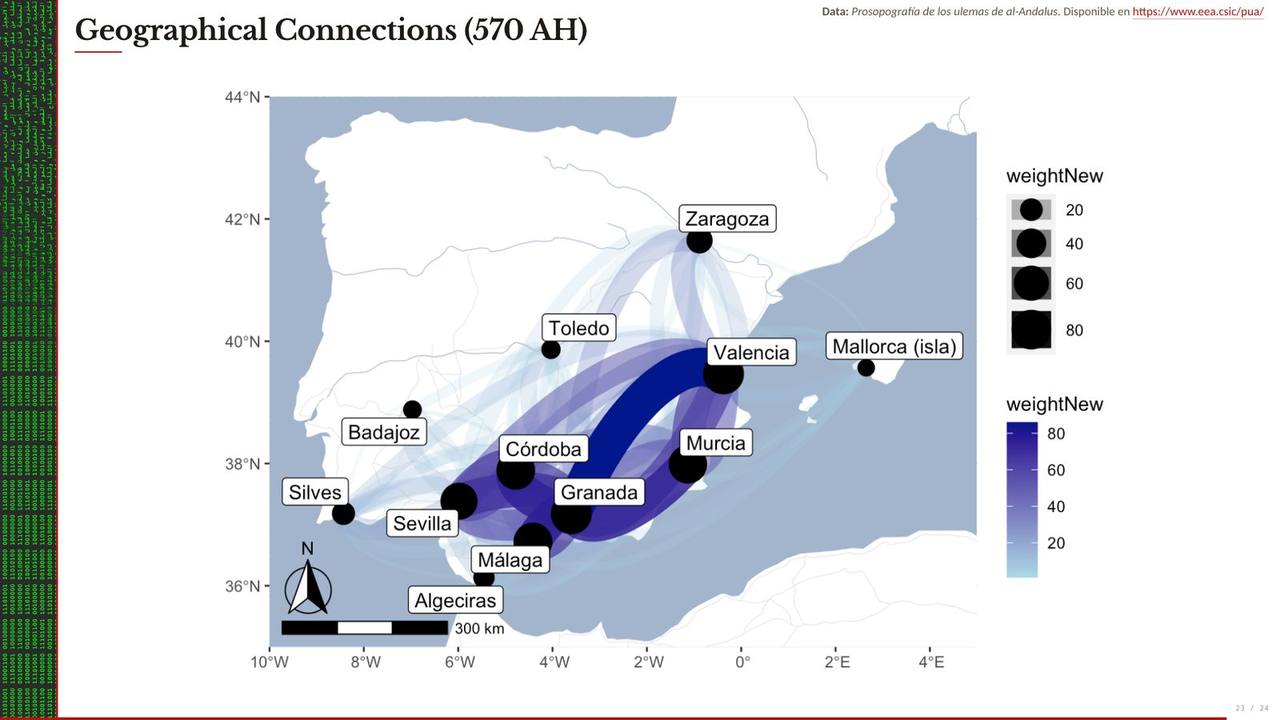 Geographical Connections (570 AH)
Data: Prosopografía de los ulemas de al-Andalus. Disponible en https://www.eea.csic/pua/
44°N
42°N
40°N
38°N
36°N
10°W
8°W
6°W
4°W
2°W
0°
2°E
4°E
Zaragoza
Toledo
Valencia
Mallorca (isla)
Badajoz
Córdoba
Murcia
Silves
Granada
Sevilla
Málaga
Algeciras
N
300 km
weightNew
20
40
60
80
weightNew
80
60
40
20
23 / 24